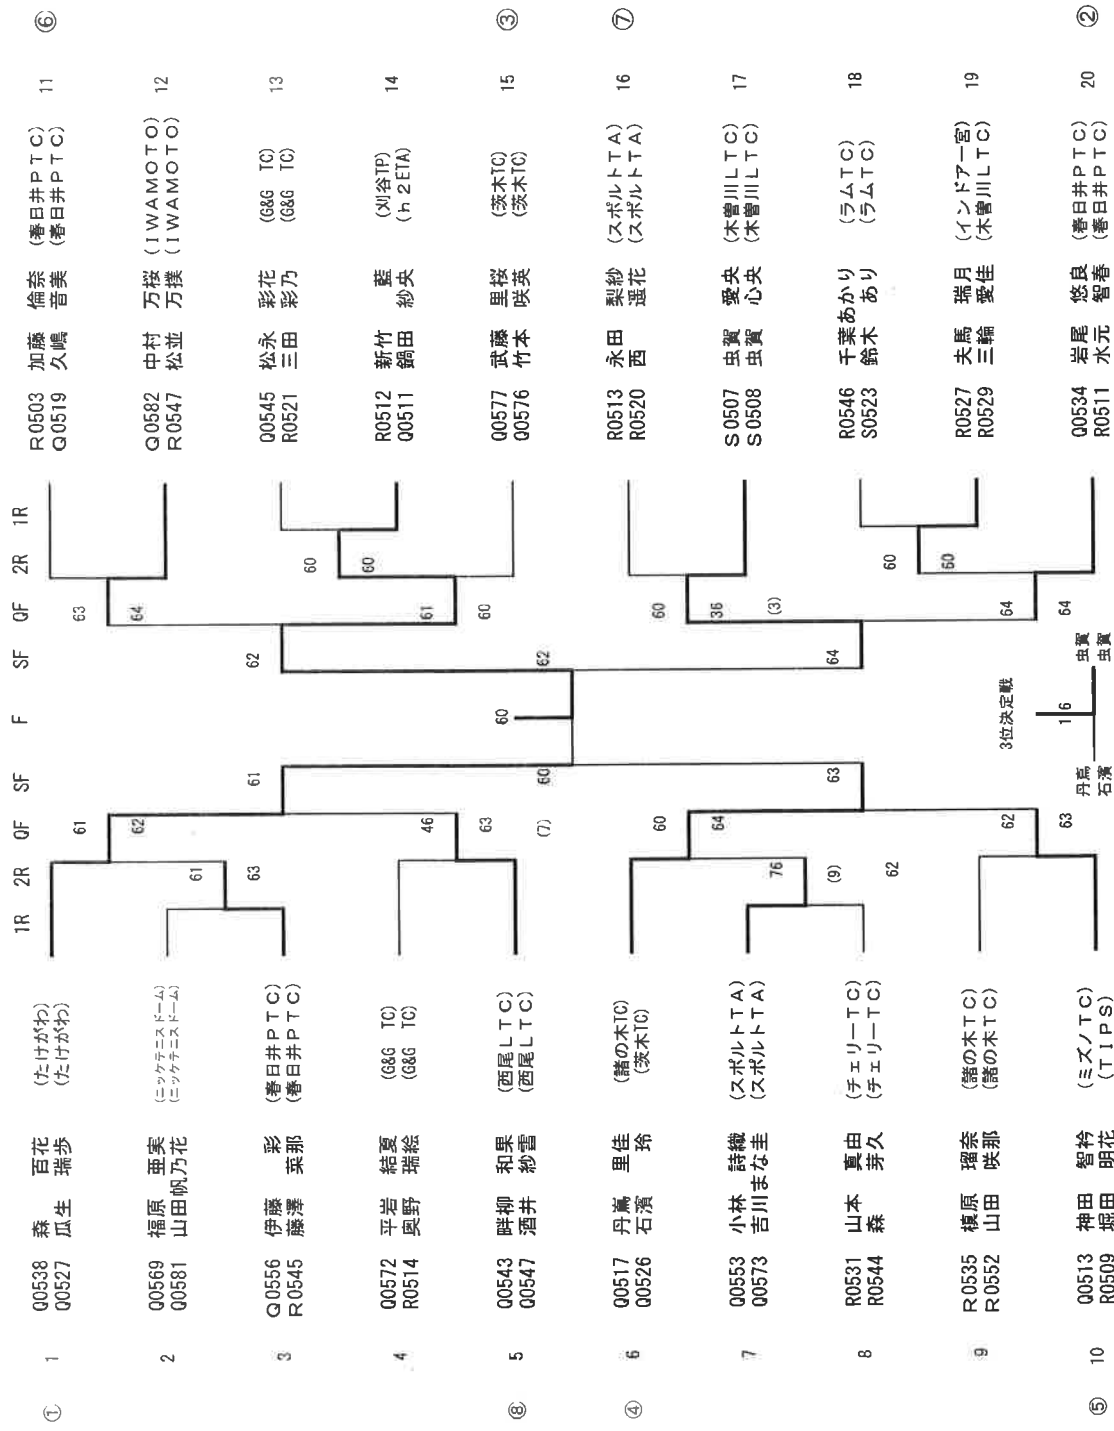 1R 2R QF SF F SF QF 2R 1R
① 1 Q0538 森 百花 (たけがわ)
Q0527 瓜生 瑞歩 (たけがわ)
2 Q0569 福原 亜実 (ニッケテニスドーム)
Q0581 山田帆乃花 (ニッケテニスドーム)
3 Q0556 伊藤 彩 (春日井PTC)
R0545 藤澤 菜那 (春日井PTC)
4 Q0572 平岩 結夏 (G&G TC)
R0514 奥野 瑞絵 (G&G TC)
⑧ 5 Q0543 畔柳 和果 (西尾LTC)
Q0547 酒井 紗雪 (西尾LTC)
④ 6 Q0517 丹嶌 里佳 (諸の木TC)
Q0526 石濱 玲 (茨木TC)
7 Q0553 小林 詩織 (スポルトTA)
Q0573 吉川まな圭 (スポルトTA)
8 R0531 山本 真由 (チェリーTC)
R0544 森 芽久 (チェリーTC)
9 R0535 槙原 瑠奈 (諸の木TC)
R0552 山田 咲那 (諸の木TC)
⑤ 10 Q0513 神田 智衿 (ミズノTC)
R0509 堀田 明花 (TIPS)
61
63
61
62
46
63
(7)
61
76
(9)
62
60
64
62
63
63
60
60
R0503 加藤 倫奈 (春日井PTC) 11 ⑥
Q0519 久嶋 音美 (春日井PTC)
Q0582 中村 万桜 (IWAMOTO) 12
R0547 松並 万撲 (IWAMOTO)
Q0545 松永 彩花 (G&G TC) 13
R0521 三田 彩乃 (G&G TC)
R0512 新竹 藍 (刈谷TP) 14
Q0511 鍋田 紗央 (h2ETA)
Q0577 武藤 里桜 (茨木TC) 15 ③
Q0576 竹本 咲英 (茨木TC)
R0513 永田 梨紗 (スポルトTA) 16 ⑦
R0520 西 遥花 (スポルトTA)
S0507 虫賀 愛央 (木曽川LTC) 17
S0508 虫賀 心央 (木曽川LTC)
R0546 千葉あかり (ラムTC) 18
S0523 鈴木 あり (ラムTC)
R0527 夫馬 瑞月 (インドアー宮) 19
R0529 三輪 愛佳 (木曽川LTC)
Q0534 岩尾 悠良 (春日井PTC) 20 ②
R0511 水元 智春 (春日井PTC)
63
64
60
60
61
60
62
60
36
(3)
60
60
64
64
64
62
3位決定戦
丹嶌
石濱
1 6
虫賀
虫賀